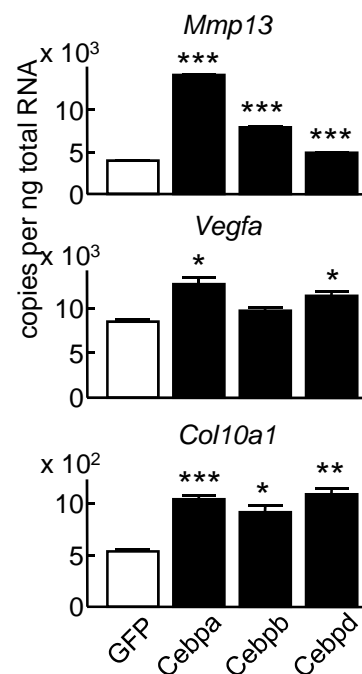 Mmp13
x 10³
copies per ng total RNA
***
***
***
10
5
0
Vegfa
x 10³
*
*
10
5
0
Col10a1
x 10²
***
*
**
10
5
0
GFP
Cebpa
Cebpb
Cebpd